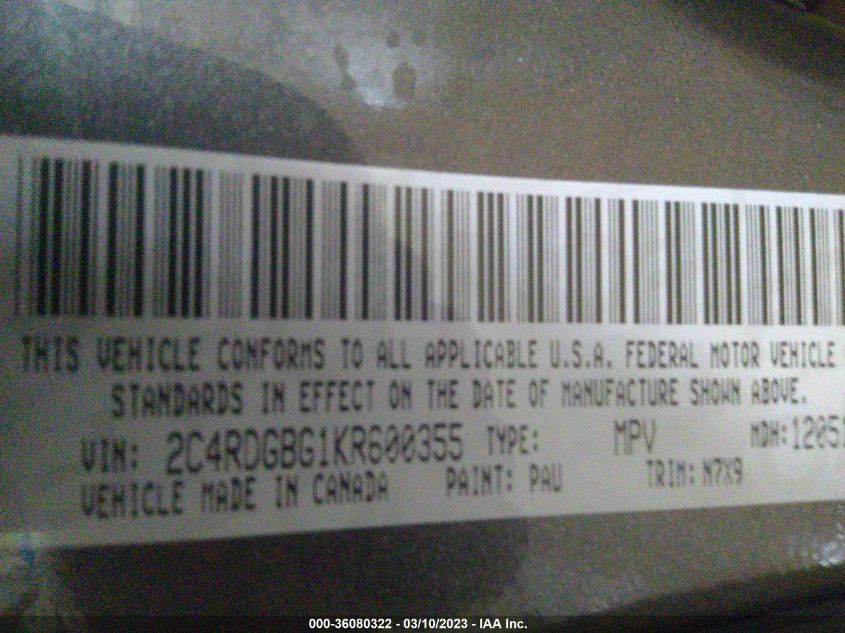 THIS VEHICLE CONFORMS TO ALL APPLICABLE U.S.A. FEDERAL MOTOR VEHICLE
STANDARDS IN EFFECT ON THE DATE OF MANUFACTURE SHOWN ABOVE.
VIN: 2C4RDGBG1KR600355 TYPE: MPV MDH: 12051
VEHICLE MADE IN CANADA PAINT: PAU TRIM: N7X9
000-36080322 - 03/10/2023 - IAA Inc.